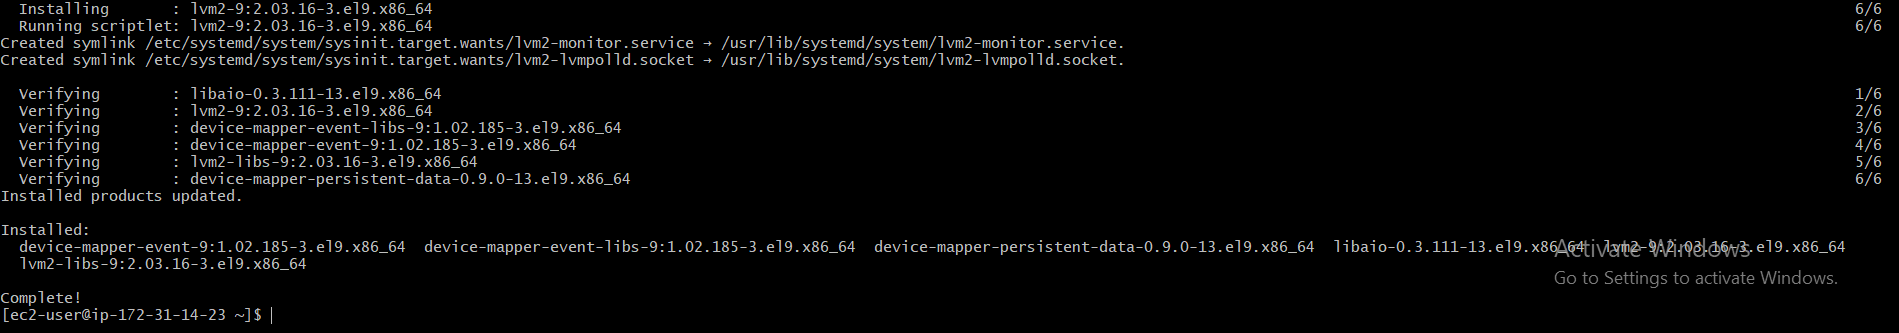 Installing : lvm2-9:2.03.16-3.el9.x86_64 6/6
Running scriptlet: lvm2-9:2.03.16-3.el9.x86_64 6/6
Created symlink /etc/systemd/system/sysinit.target.wants/lvm2-monitor.service → /usr/lib/systemd/system/lvm2-monitor.service.
Created symlink /etc/systemd/system/sysinit.target.wants/lvm2-lvmpolld.socket → /usr/lib/systemd/system/lvm2-lvmpolld.socket.
Verifying : libaio-0.3.111-13.el9.x86_64 1/6
Verifying : lvm2-9:2.03.16-3.el9.x86_64 2/6
Verifying : device-mapper-event-libs-9:1.02.185-3.el9.x86_64 3/6
Verifying : device-mapper-event-9:1.02.185-3.el9.x86_64 4/6
Verifying : lvm2-libs-9:2.03.16-3.el9.x86_64 5/6
Verifying : device-mapper-persistent-data-0.9.0-13.el9.x86_64 6/6
Installed products updated.
Installed:
device-mapper-event-9:1.02.185-3.el9.x86_64 device-mapper-event-libs-9:1.02.185-3.el9.x86_64 device-mapper-persistent-data-0.9.0-13.el9.x86_64 libaio-0.3.111-13.el9.x86_64 lvm2-9:2.03.16-3.el9.x86_64
lvm2-libs-9:2.03.16-3.el9.x86_64
Activate Windows
Go to Settings to activate Windows.
Complete!
[ec2-user@ip-172-31-14-23 ~]$